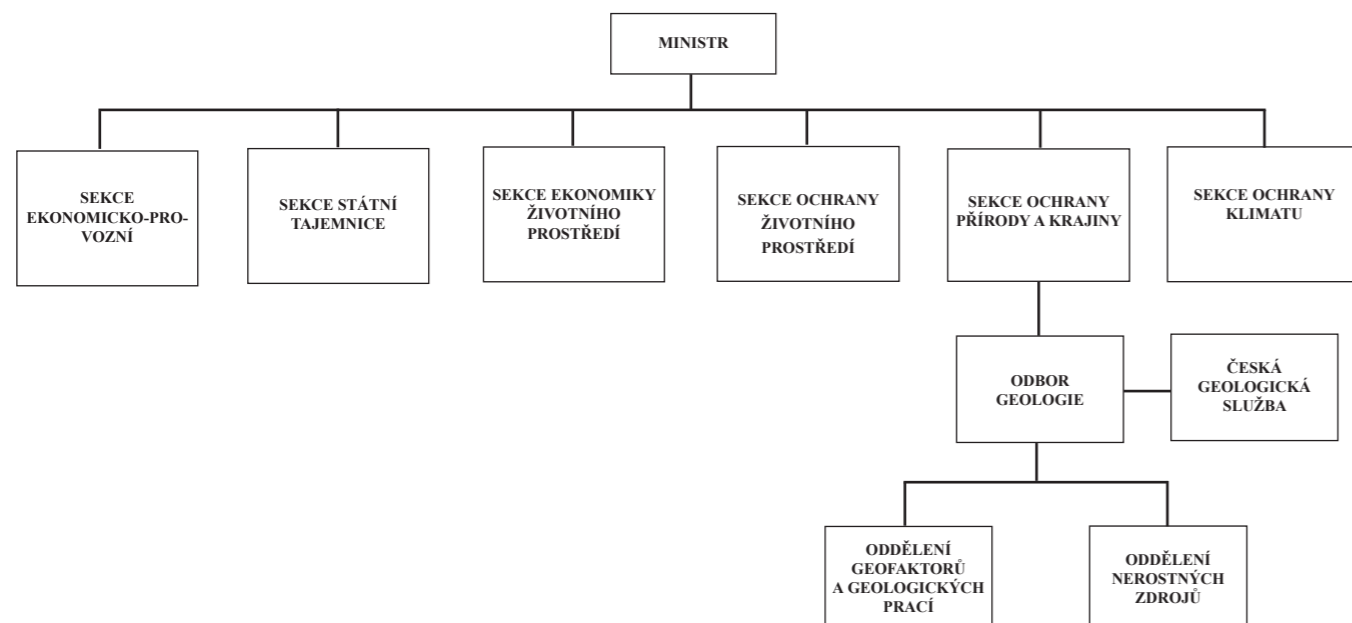 MINISTR
SEKCE
EKONOMICKO-PRO-
VOZNÍ
SEKCE STÁTNÍ
TAJEMNICE
SEKCE EKONOMIKY
ŽIVOTNÍHO
PROSTŘEDÍ
SEKCE OCHRANY
ŽIVOTNÍHO
PROSTŘEDÍ
SEKCE OCHRANY
PŘÍRODY A KRAJINY
SEKCE OCHRANY
KLIMATU
ODBOR
GEOLOGIE
ČESKÁ
GEOLOGICKÁ
SLUŽBA
ODDĚLENÍ
GEOFAKTORŮ
A GEOLOGICKÝCH
PRACÍ
ODDĚLENÍ
NEROSTNÝCH
ZDROJŮ